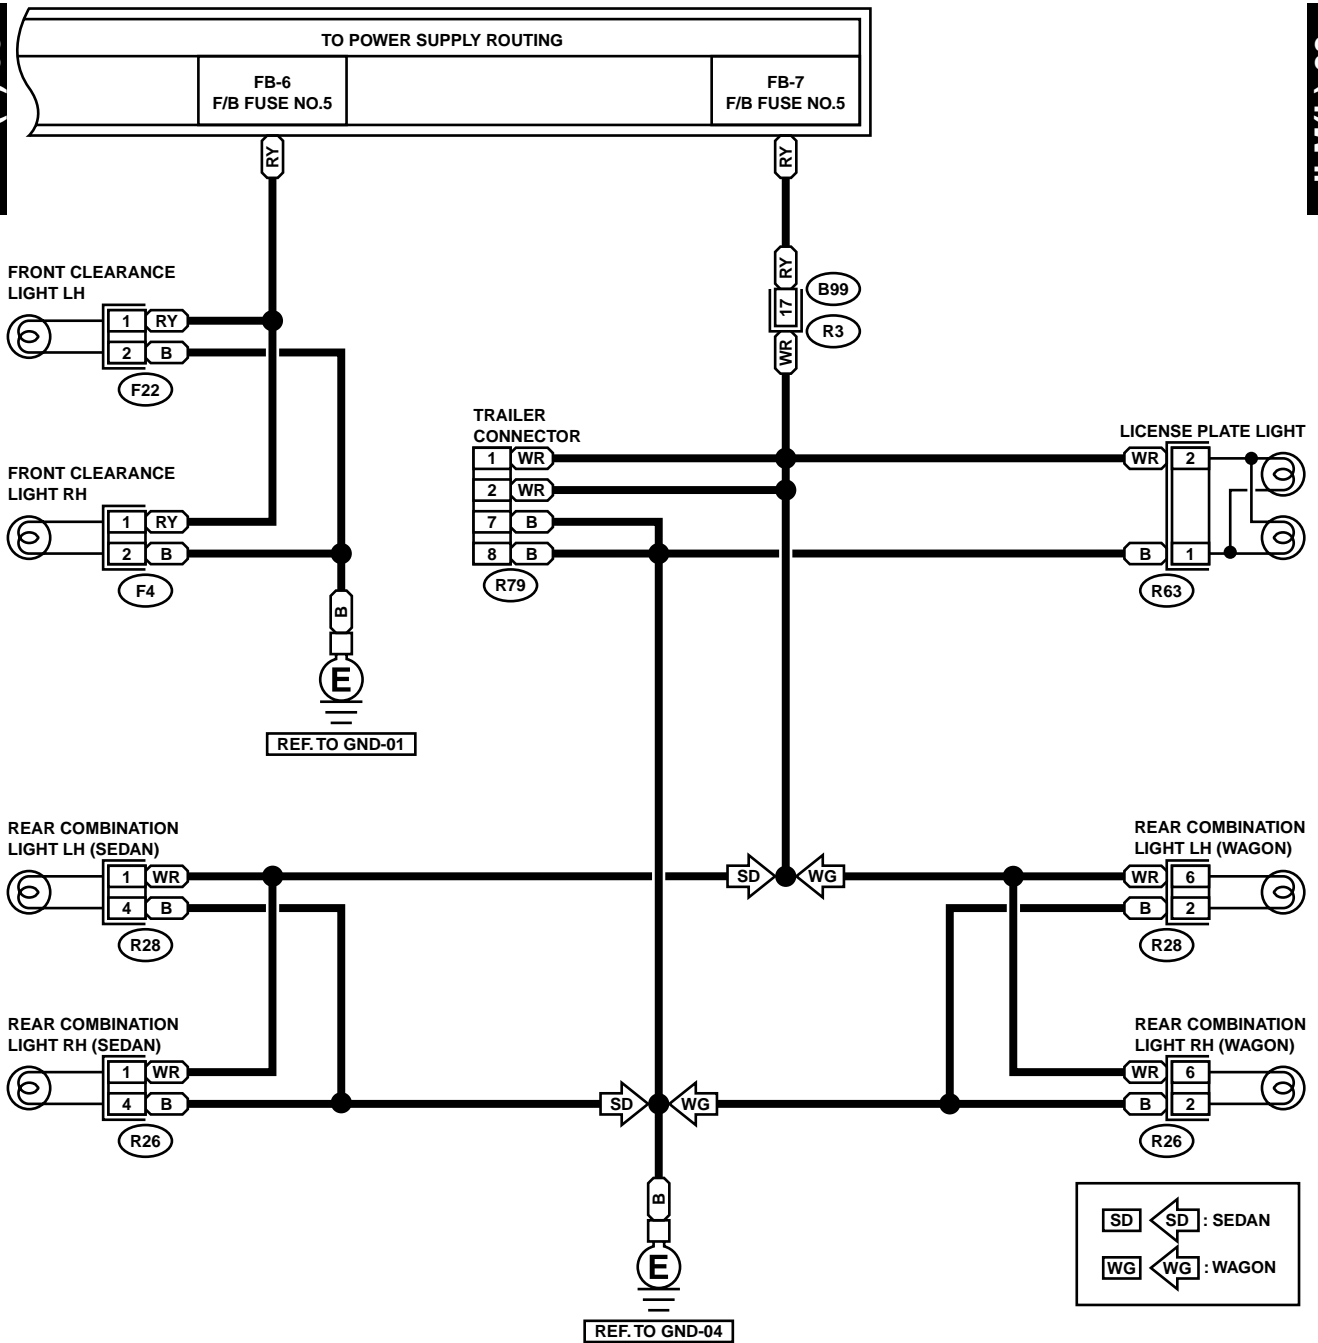 TO POWER SUPPLY ROUTING
FB-6
F/B FUSE NO.5
FB-7
F/B FUSE NO.5
RY
RY
FRONT CLEARANCE
LIGHT LH
1 RY
2 B
F22
RY
17
WR
B99
R3
FRONT CLEARANCE
LIGHT RH
1 RY
2 B
F4
B
E
REF. TO GND-01
TRAILER
CONNECTOR
1 WR
2 WR
7 B
8 B
R79
LICENSE PLATE LIGHT
WR 2
B 1
R63
REAR COMBINATION
LIGHT LH (SEDAN)
1 WR
4 B
R28
SD WG
REAR COMBINATION
LIGHT LH (WAGON)
WR 6
B 2
R28
REAR COMBINATION
LIGHT RH (SEDAN)
1 WR
4 B
R26
SD WG
REAR COMBINATION
LIGHT RH (WAGON)
WR 6
B 2
R26
B
E
REF. TO GND-04
SD SD : SEDAN
WG WG : WAGON